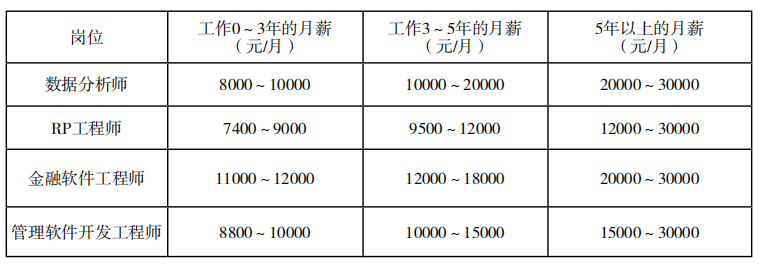 岗位 工作0~3年的月薪 工作3~5年的月薪 5年以上的月薪
（元/月） （元/月） （元/月）
数据分析师 8000~10000 10000~20000 20000~30000
RP工程师 7400~9000 9500~12000 12000~30000
金融软件工程师 11000~12000 12000~18000 20000~30000
管理软件开发工程师 8800~10000 10000~15000 15000~30000